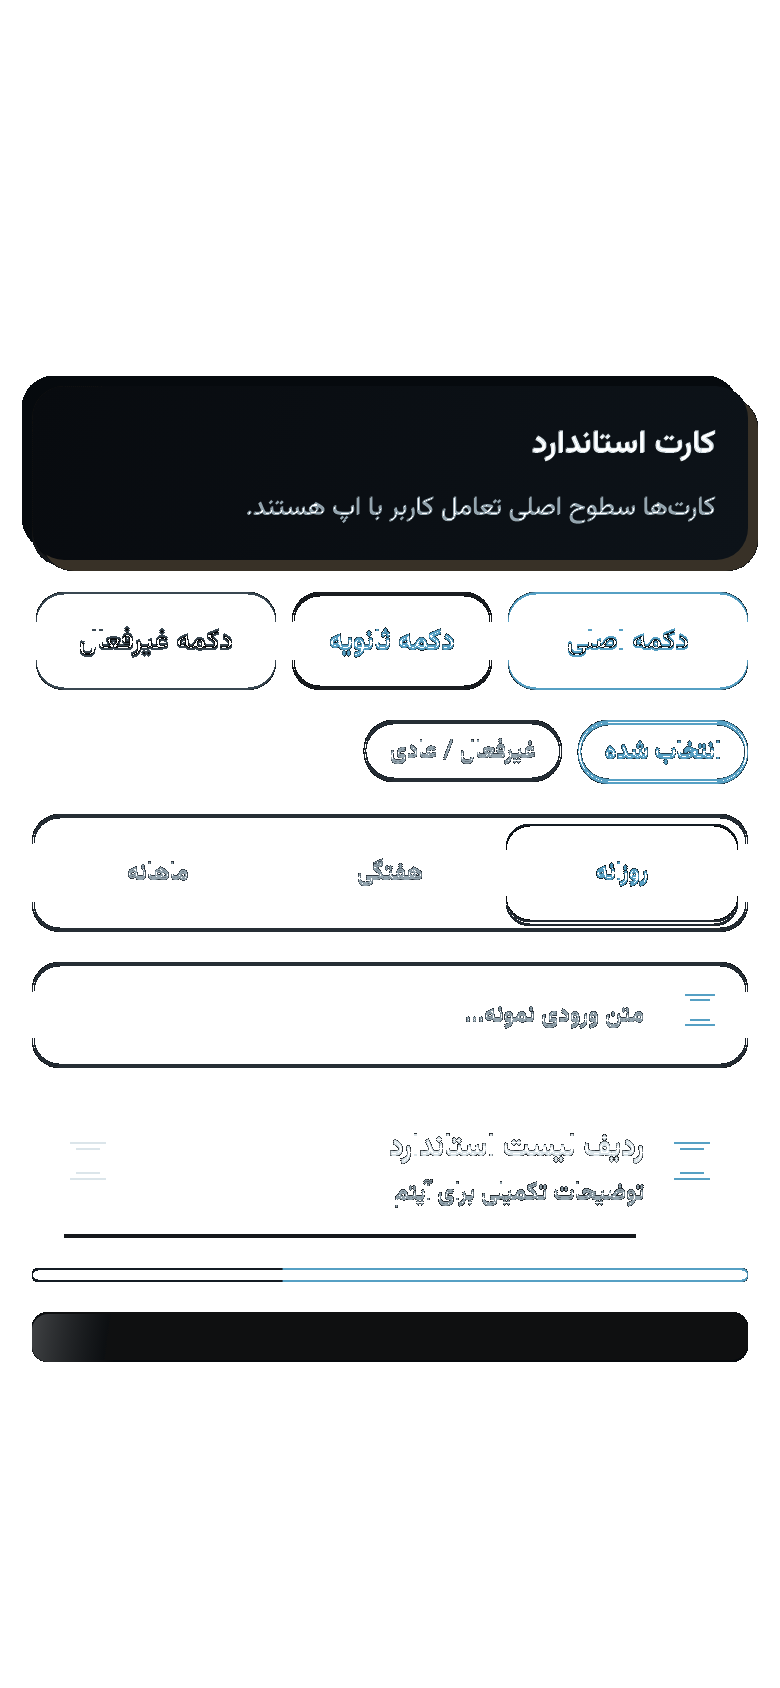 کارت استاندارد
کارت‌ها سطوح اصلی تعامل کاربر با اپ هستند.
دکمه اصلی
دکمه ثانویه
دکمه غیرفعال
انتخاب شده
غیرفعال / عادی
روزانه
هفتگی
ماهانه
متن ورودی نمونه...
ردیف لیست استاندارد
توضیحات تکمیلی برای آیتم